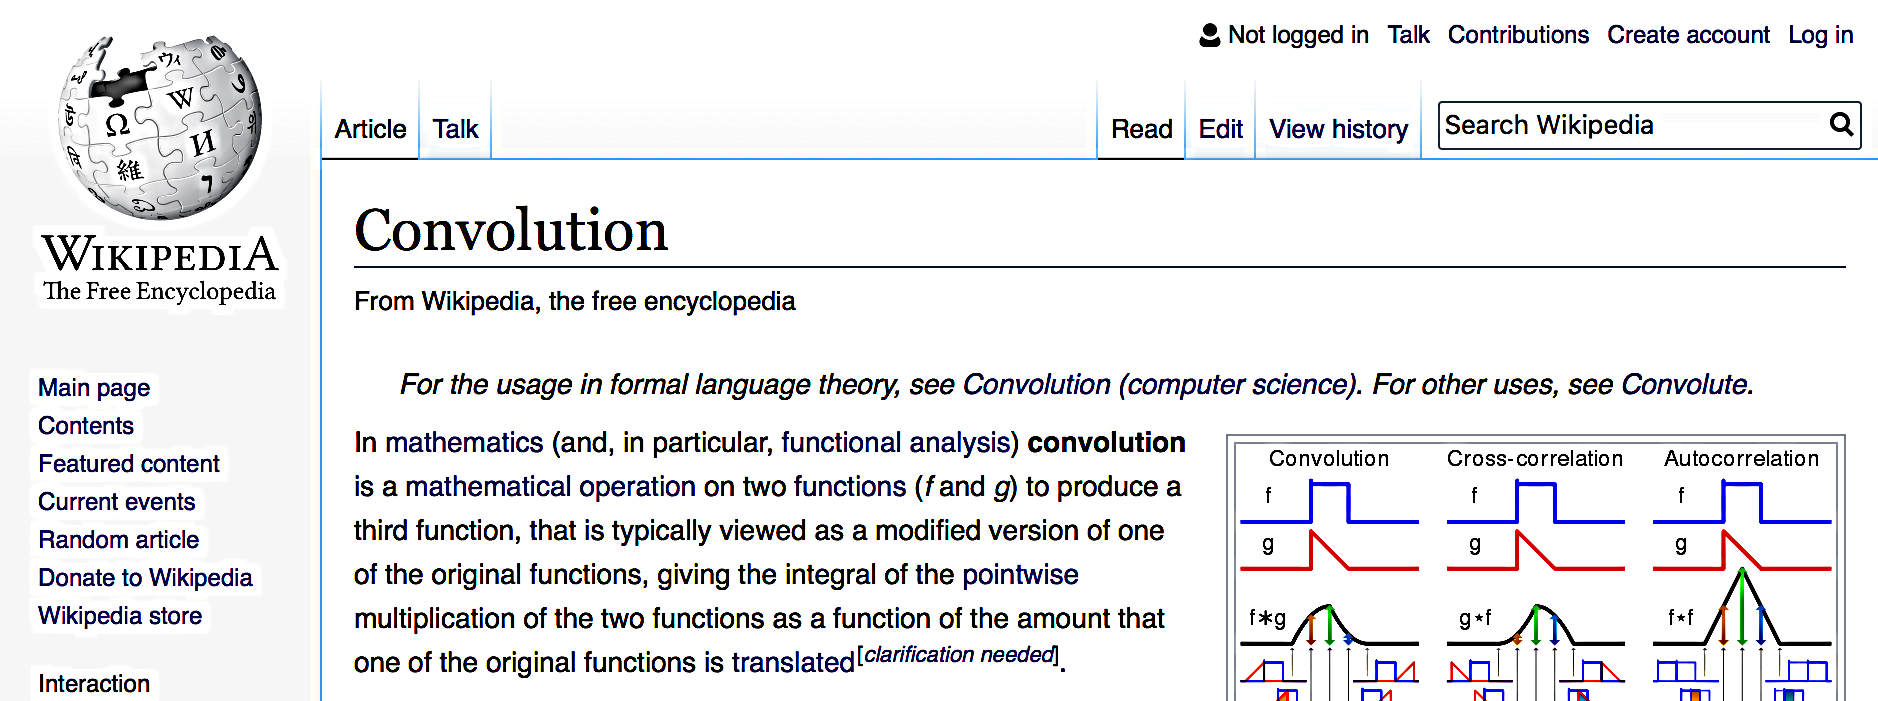 Not logged in Talk Contributions Create account Log in
Article Talk Read Edit View history Search Wikipedia
WIKIPEDIA
The Free Encyclopedia
Main page
Contents
Featured content
Current events
Random article
Donate to Wikipedia
Wikipedia store
Interaction
Convolution
From Wikipedia, the free encyclopedia
For the usage in formal language theory, see Convolution (computer science). For other uses, see Convolute.
In mathematics (and, in particular, functional analysis) convolution
is a mathematical operation on two functions (f and g) to produce a
third function, that is typically viewed as a modified version of one
of the original functions, giving the integral of the pointwise
multiplication of the two functions as a function of the amount that
one of the original functions is translated[clarification needed].
Convolution Cross-correlation Autocorrelation
f f f
g g g
f∗g g⋆f f⋆f